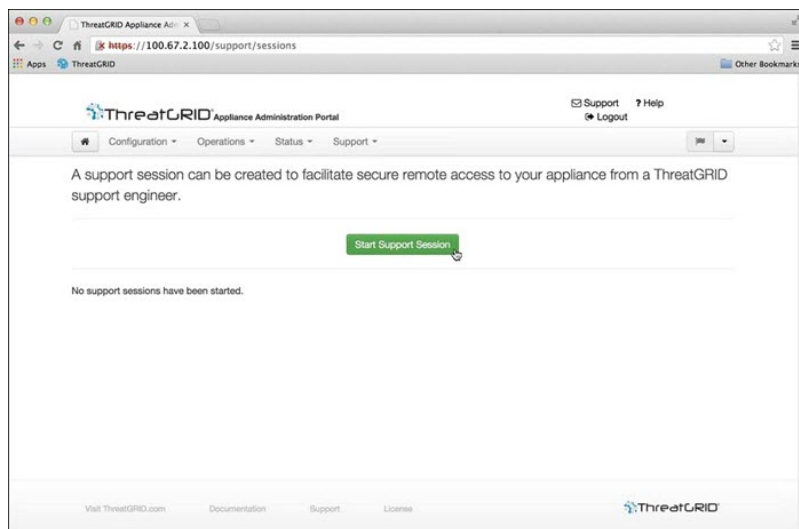 ThreatGRID Appliance Adm
https://100.67.2.100/support/sessions
Apps ThreatGRID Other Bookmarks
ThreatGRID Appliance Administration Portal
Support ? Help
Logout
Configuration Operations Status Support
A support session can be created to facilitate secure remote access to your appliance from a ThreatGRID
support engineer.
Start Support Session
No support sessions have been started.
Visit ThreatGRID.com Documentation Support License ThreatGRID